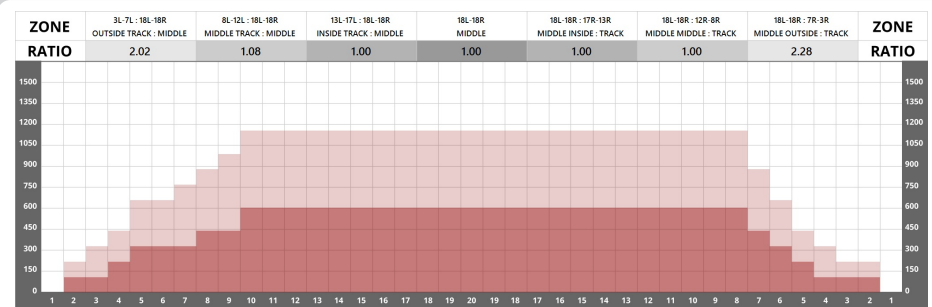 ZONE
3L-7L : 18L-18R
OUTSIDE TRACK : MIDDLE
8L-12L : 18L-18R
MIDDLE TRACK : MIDDLE
13L-17L : 18L-18R
INSIDE TRACK : MIDDLE
18L-18R
MIDDLE
18L-18R : 17R-13R
MIDDLE INSIDE : TRACK
18L-18R : 12R-8R
MIDDLE MIDDLE : TRACK
18L-18R : 7R-3R
MIDDLE OUTSIDE : TRACK
ZONE
RATIO 2.02 1.08 1.00 1.00 1.00 1.00 2.28 RATIO
1500 1500
1350 1350
1200 1200
1050 1050
900 900
750 750
600 600
450 450
300 300
150 150
0 0
1 2 3 4 5 6 7 8 9 10 11 12 13 14 15 16 17 18 19 20 19 18 17 16 15 14 13 12 11 10 9 8 7 6 5 4 3 2 1